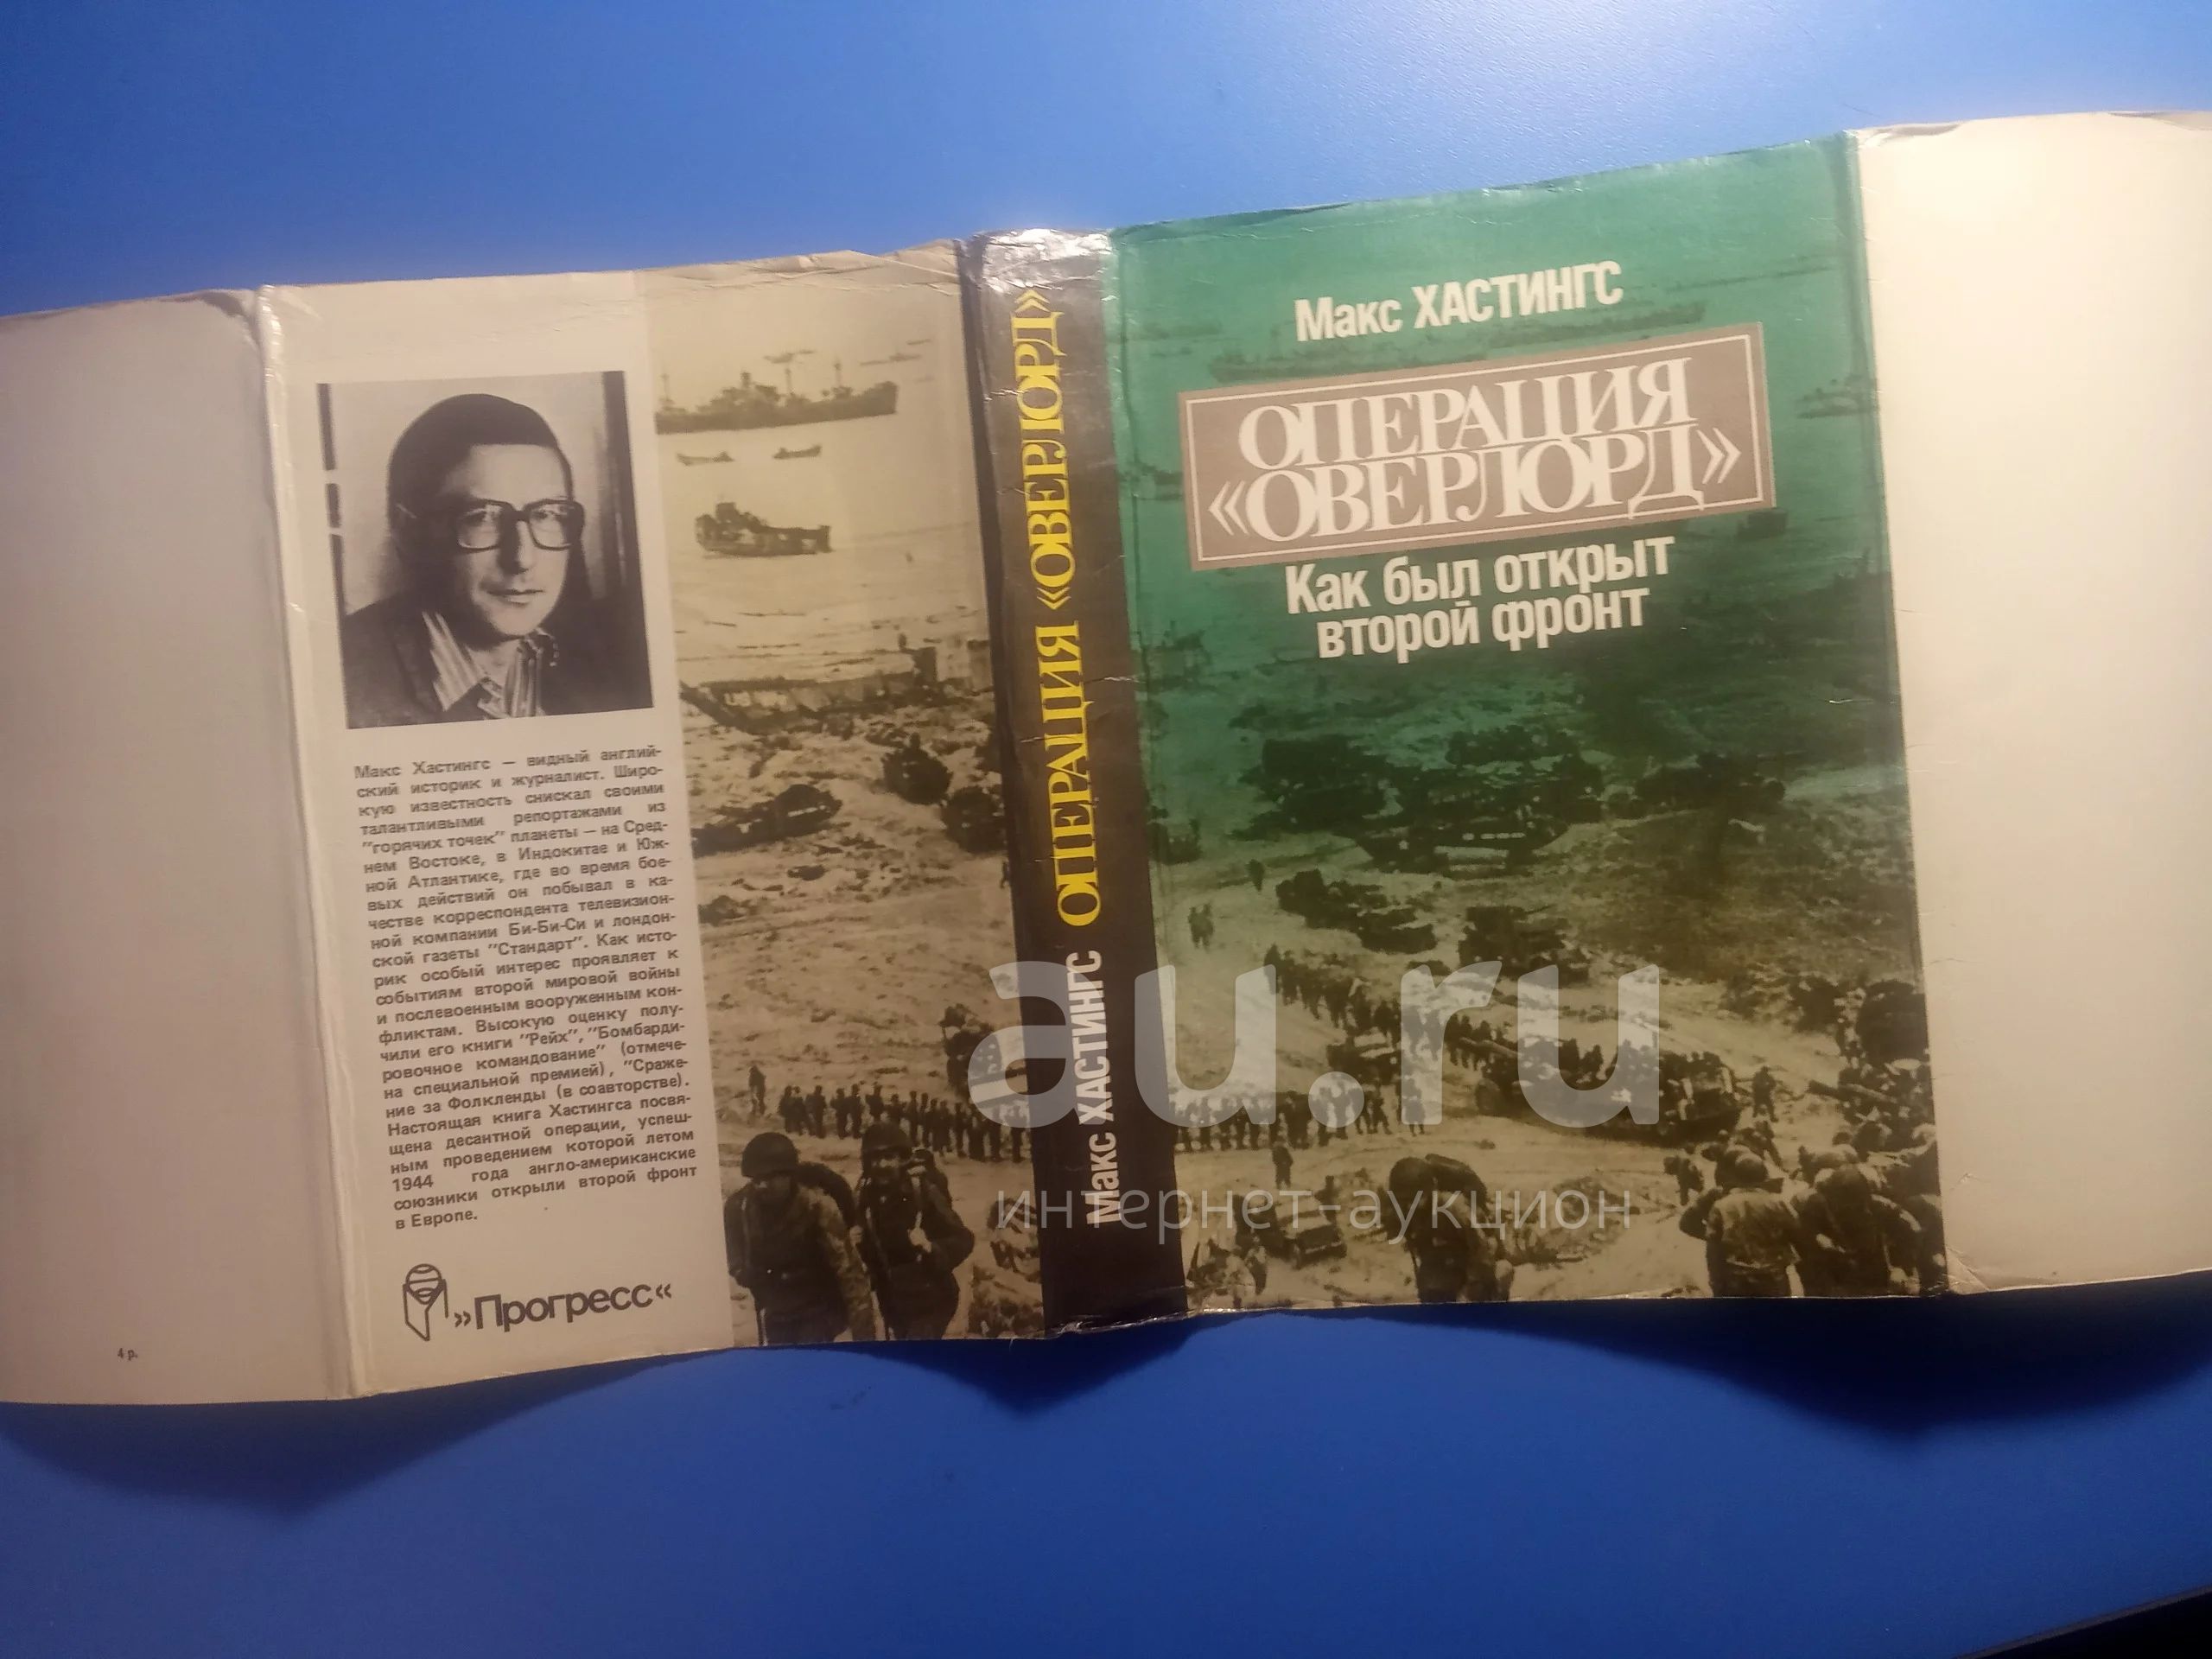 Макс Хастингс — видный англий-
ский историк и журналист. Широ-
кую известность снискал своими
талантливыми репортажами из
"горячих точек" планеты — на Сред-
нем Востоке, в Индокитае и Юж-
ной Атлантике, где во время бое-
вых действий он побывал в ка-
честве корреспондента телевизион-
ной компании Би-Би-Си и лондон-
ской газеты "Стандарт". Как исто-
рик особый интерес проявляет к
событиям второй мировой войны
и послевоенным вооруженным кон-
фликтам. Высокую оценку полу-
чили его книги "Рейх", "Бомбарди-
ровочное командование" (отмече-
на специальной премией), "Сраже-
ние за Фолкленды (в соавторстве).
Настоящая книга Хастингса посвя-
щена десантной операции, успеш-
ным проведением которой летом
1944 года англо-американские
союзники открыли второй фронт
в Европе.
»Прогресс«
4 р.
Макс ХАСТИНГС ОПЕРАЦИЯ «ОВЕРЛОРД»
Макс ХАСТИНГС
ОПЕРАЦИЯ
«ОВЕРЛОРД»
Как был открыт
второй фронт
au.ru
интернет-аукцион